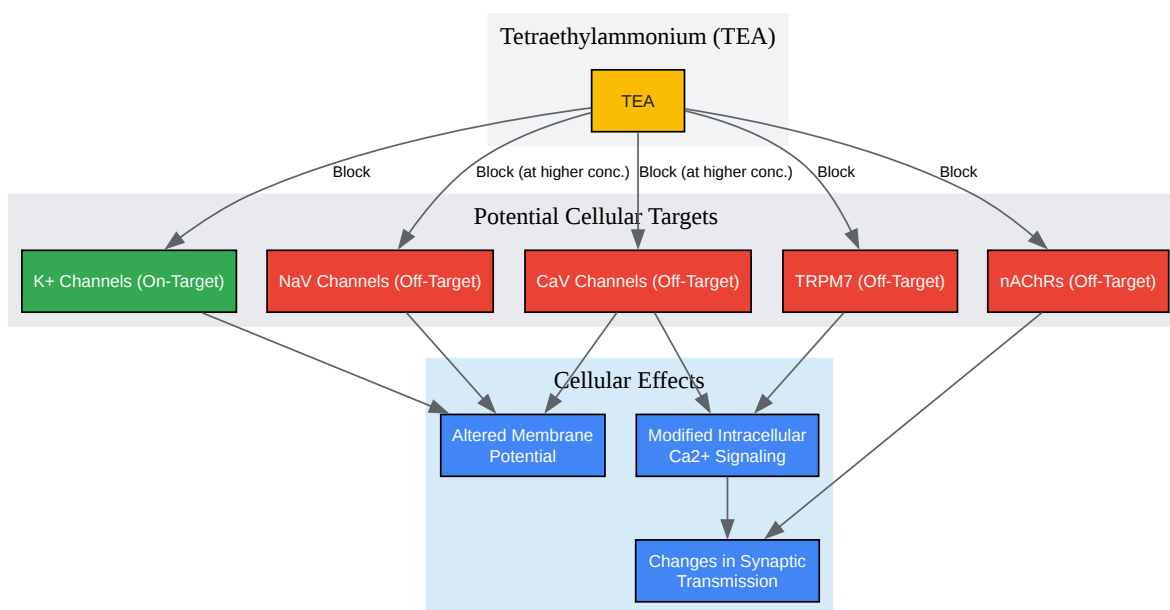 Tetraethylammonium (TEA)
TEA
Block
Block (at higher conc.)
Block (at higher conc.)
Block
Block
Potential Cellular Targets
K+ Channels (On-Target)
NaV Channels (Off-Target)
CaV Channels (Off-Target)
TRPM7 (Off-Target)
nAChRs (Off-Target)
Cellular Effects
Altered Membrane
Potential
Modified Intracellular
Ca2+ Signaling
Changes in Synaptic
Transmission